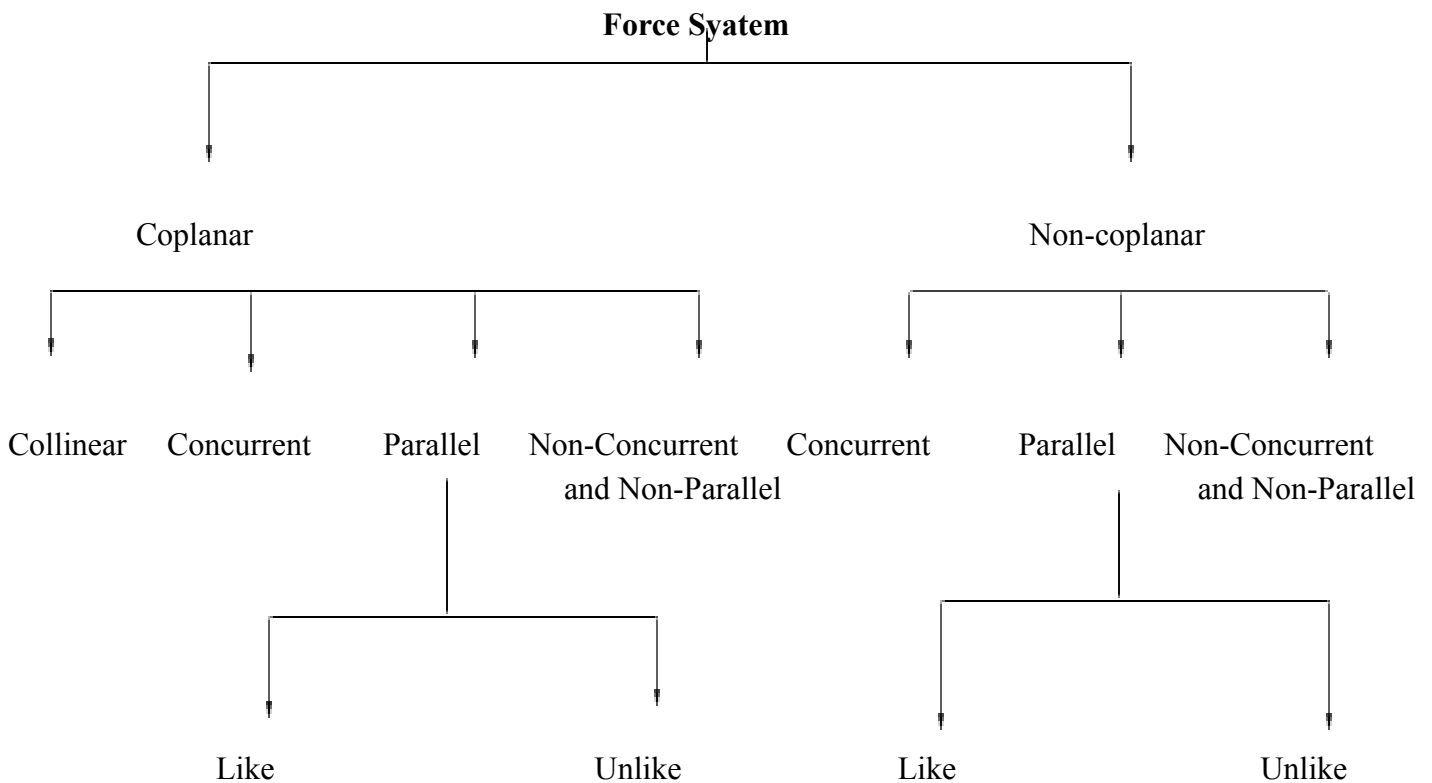 Force Syatem
Coplanar Non-coplanar
Collinear Concurrent Parallel Non-Concurrent Concurrent Parallel Non-Concurrent
and Non-Parallel and Non-Parallel
Like Unlike Like Unlike